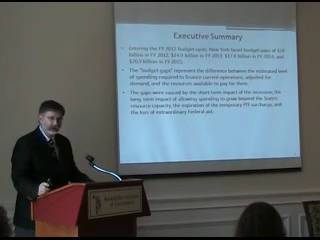 Executive Summary
Entering the FY 2012 budget cycle, New York faced budget gaps of $10
billion in FY 2012, $14.9 billion in FY 2013, $17.4 billion in FY 2014, and
$20.9 billion in FY 2015.
The "budget gaps" represent the difference between the estimated level
of spending required to finance current operations, adjusted for
demand, and the resources available to pay for them.
The gaps were caused by the short-term impact of the recession, the
long-term impact of allowing spending to grow beyond the State's
resource capacity, the expiration of the temporary PIT surcharge, and
the loss of extraordinary Federal aid.